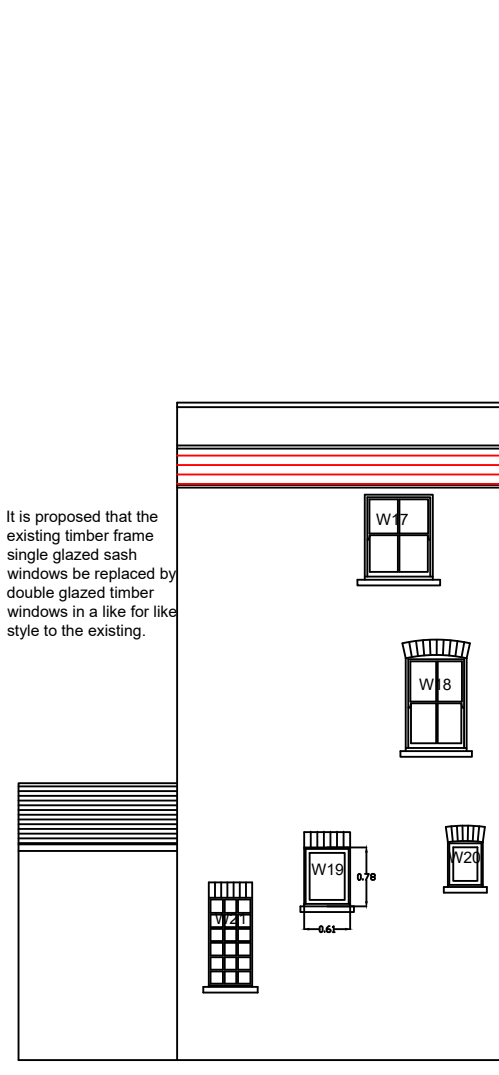 It is proposed that the
existing timber frame
single glazed sash
windows be replaced by
double glazed timber
windows in a like for like
style to the existing.
W17
W18
W19
W20
W21
0.78
0.61